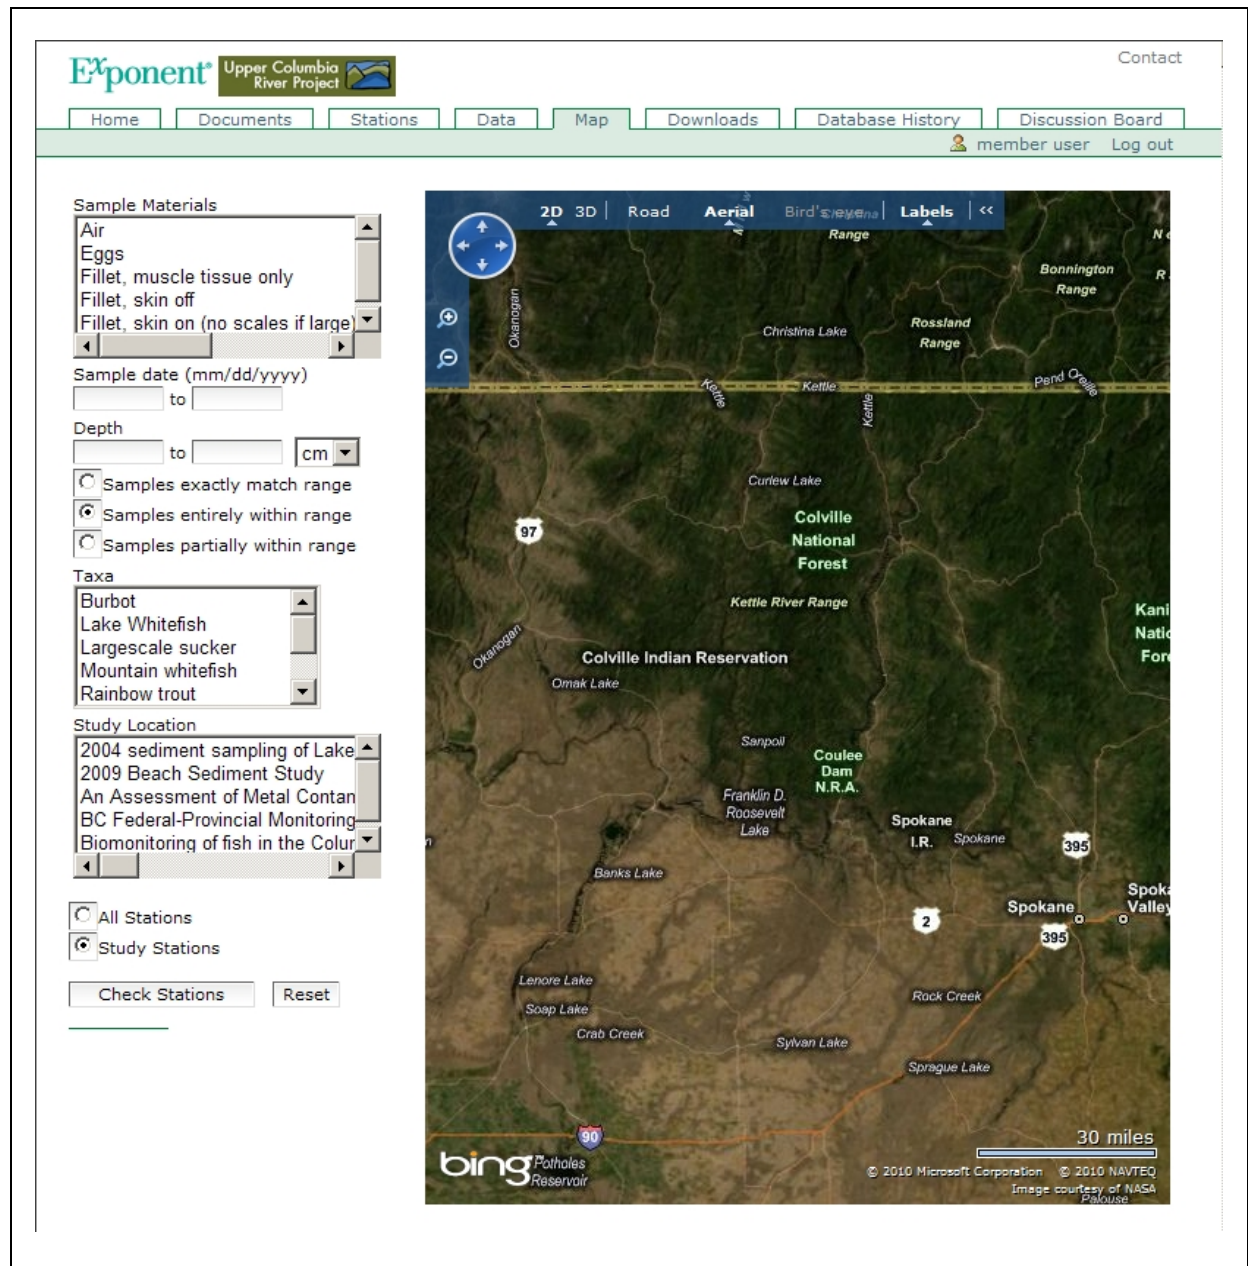 Exponent®
Upper Columbia
River Project
Contact
Home
Documents
Stations
Data
Map
Downloads
Database History
Discussion Board
member user
Log out
Sample Materials
Air
Eggs
Fillet, muscle tissue only
Fillet, skin off
Fillet, skin on (no scales if large)
Sample date (mm/dd/yyyy)
to
Depth
to
cm
Samples exactly match range
Samples entirely within range
Samples partially within range
Taxa
Burbot
Lake Whitefish
Largescale sucker
Mountain whitefish
Rainbow trout
Study Location
2004 sediment sampling of Lake
2009 Beach Sediment Study
An Assessment of Metal Contan
BC Federal-Provincial Monitoring
Biomonitoring of fish in the Colur
All Stations
Study Stations
Check Stations
Reset
2D
3D
Road
Aerial
Bird's eye
Labels
<<
Range
Bonnington
Range
Okanogan
Christina Lake
Rossland
Range
Kettle
Kettle
Kettle
Pend Oreille
Curlew Lake
97
Colville
National
Forest
Kettle River Range
Kani
Natio
Fore
Okanogan
Colville Indian Reservation
Omak Lake
Sanpoil
Coulee
Dam
N.R.A.
Franklin D.
Roosevelt
Lake
Spokane
I.R.
Spokane
395
Banks Lake
Spokane
Spoka
Valley
2
395
Lenore Lake
Rock Creek
Soap Lake
Crab Creek
Sylvan Lake
Sprague Lake
90
30 miles
bing™
Potholes
Reservoir
© 2010 Microsoft Corporation
© 2010 NAVTEQ
Image courtesy of NASA
Palouse